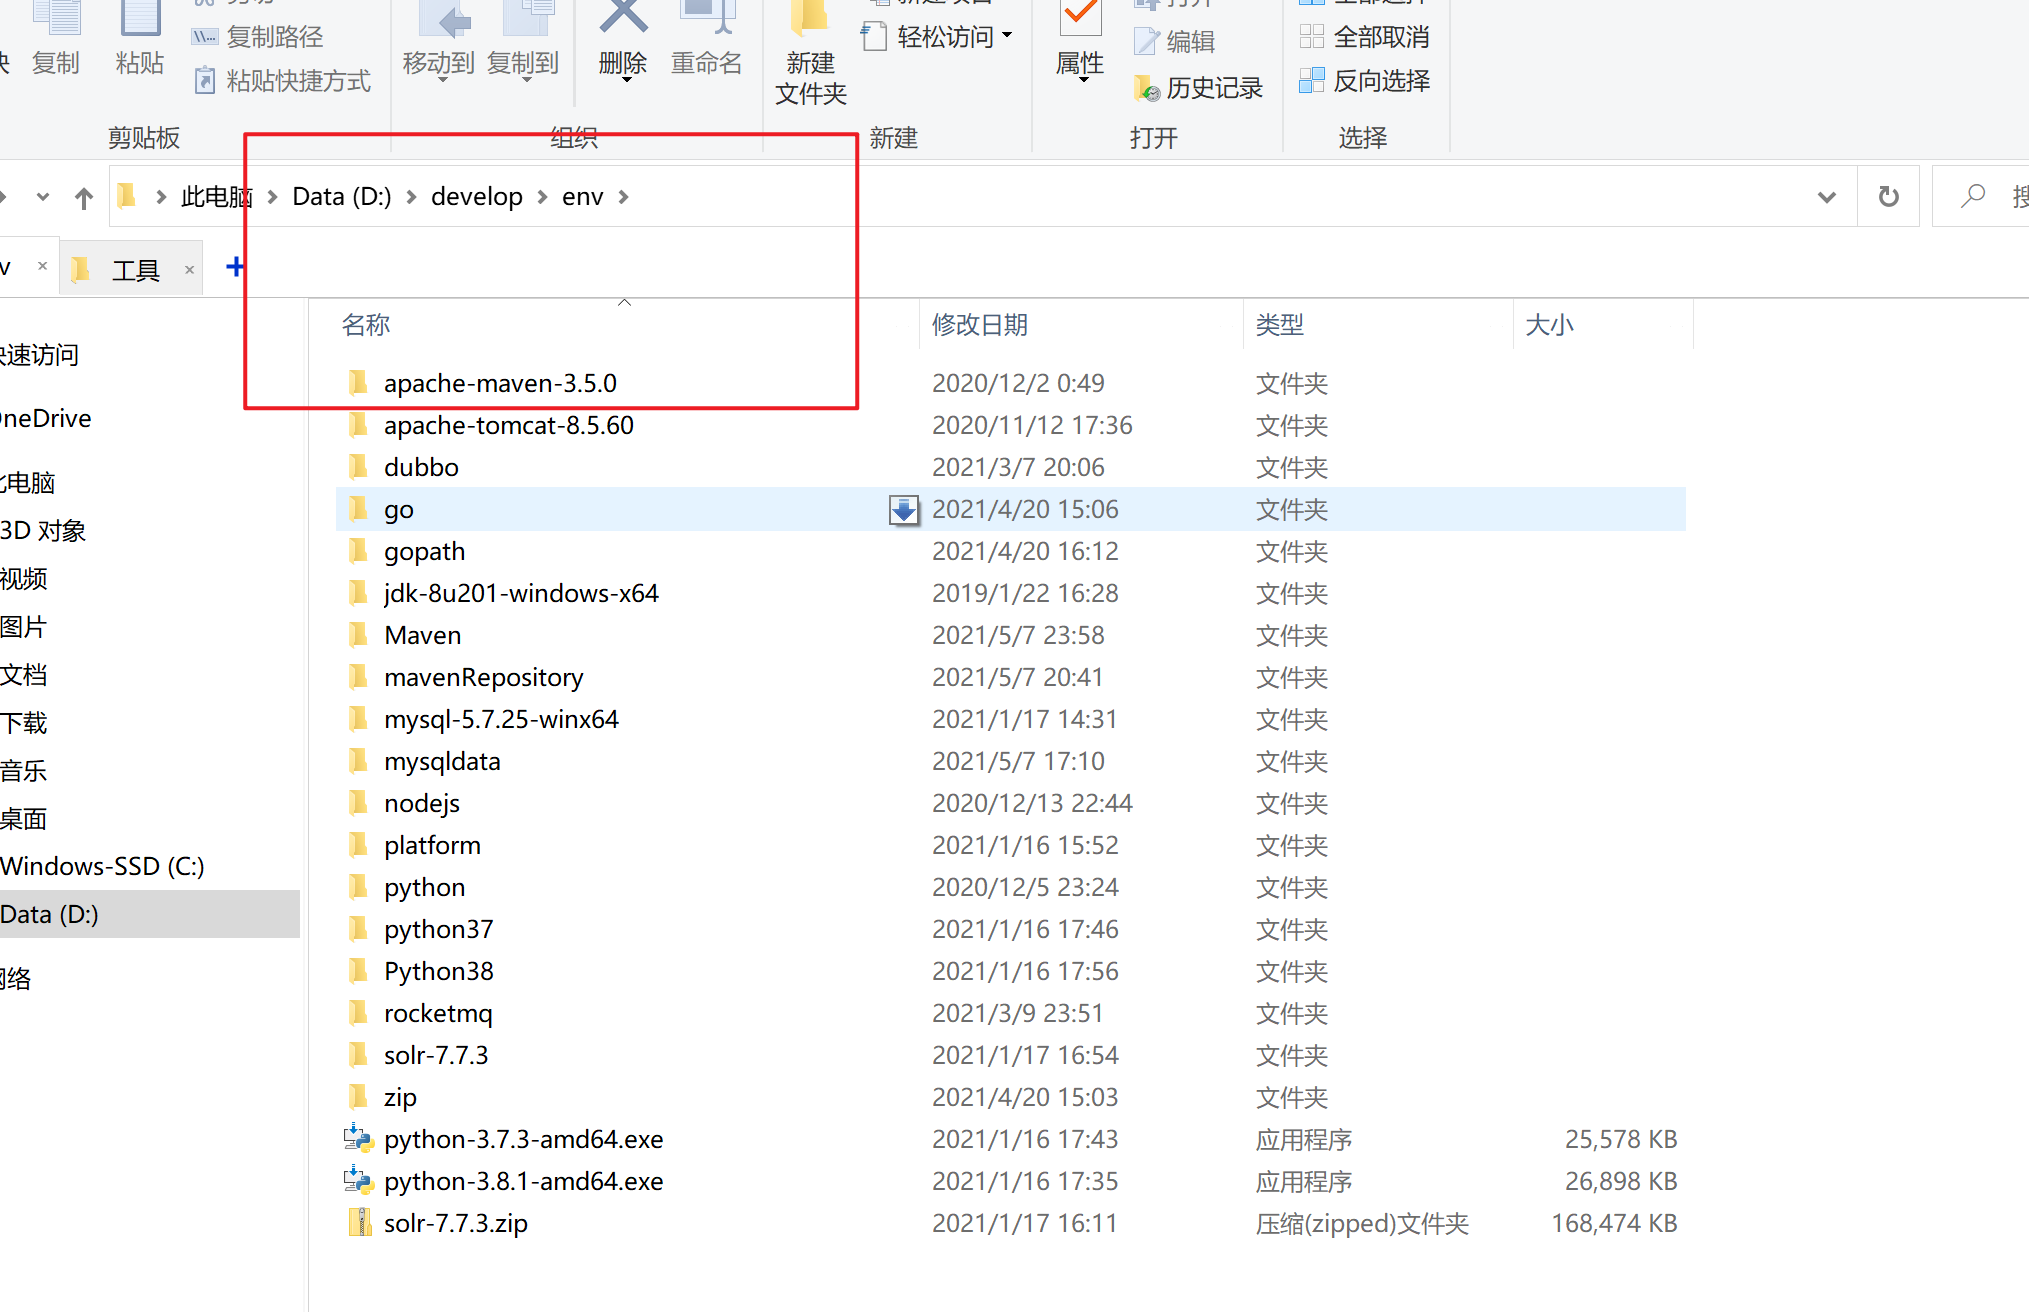 复制
粘贴
复制路径
粘贴快捷方式
剪贴板
移动到
复制到
删除
重命名
组织
新建
文件夹
轻松访问
新建
属性
编辑
历史记录
打开
全部取消
反向选择
选择
此电脑 Data (D:) develop env
工具
名称 修改日期 类型 大小
速访问
neDrive
电脑
3D 对象
视频
图片
文档
下载
音乐
桌面
Windows-SSD (C:)
Data (D:)
络
apache-maven-3.5.0 2020/12/2 0:49 文件夹
apache-tomcat-8.5.60 2020/11/12 17:36 文件夹
dubbo 2021/3/7 20:06 文件夹
go 2021/4/20 15:06 文件夹
gopath 2021/4/20 16:12 文件夹
jdk-8u201-windows-x64 2019/1/22 16:28 文件夹
Maven 2021/5/7 23:58 文件夹
mavenRepository 2021/5/7 20:41 文件夹
mysql-5.7.25-winx64 2021/1/17 14:31 文件夹
mysqldata 2021/5/7 17:10 文件夹
nodejs 2020/12/13 22:44 文件夹
platform 2021/1/16 15:52 文件夹
python 2020/12/5 23:24 文件夹
python37 2021/1/16 17:46 文件夹
Python38 2021/1/16 17:56 文件夹
rocketmq 2021/3/9 23:51 文件夹
solr-7.7.3 2021/1/17 16:54 文件夹
zip 2021/4/20 15:03 文件夹
python-3.7.3-amd64.exe 2021/1/16 17:43 应用程序 25,578 KB
python-3.8.1-amd64.exe 2021/1/16 17:35 应用程序 26,898 KB
solr-7.7.3.zip 2021/1/17 16:11 压缩(zipped)文件夹 168,474 KB